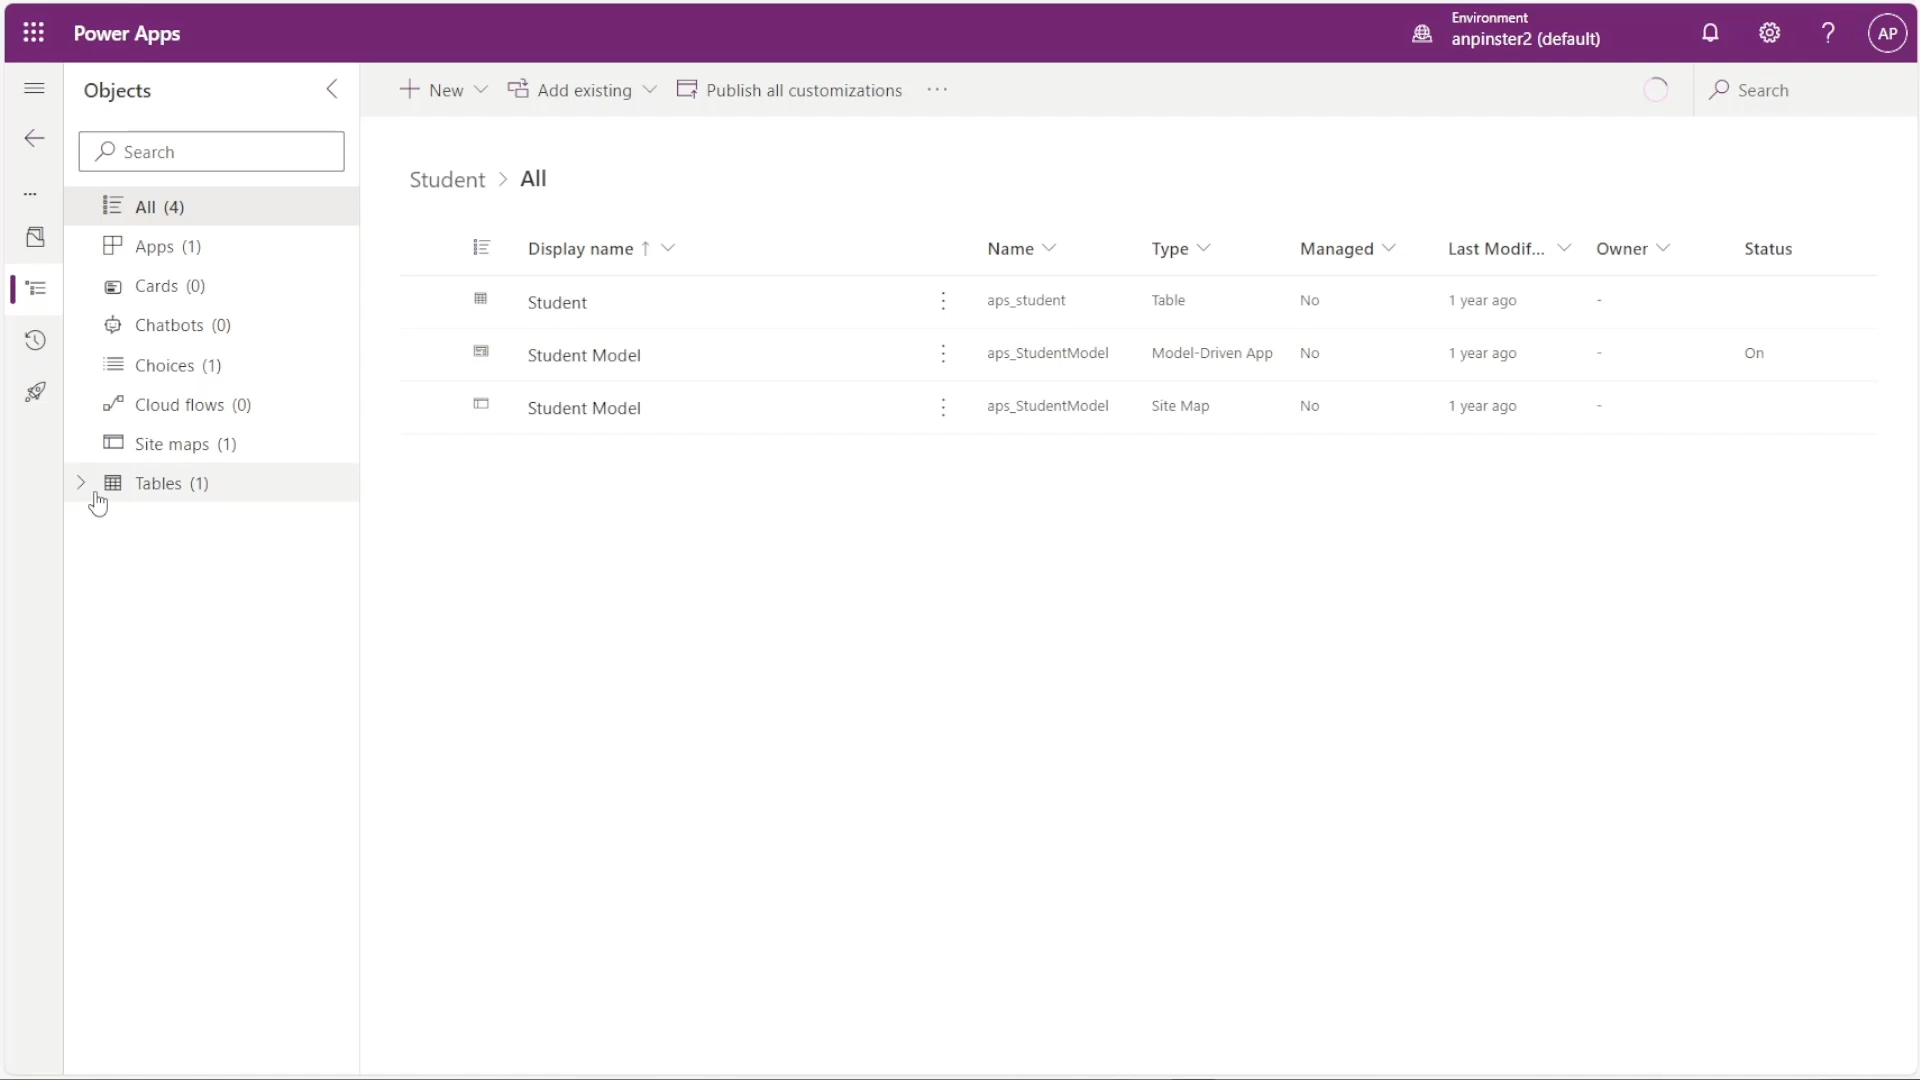 Power Apps
Environment
anpinster2 (default)
?
AP
Objects
New
Add existing
Publish all customizations
...
Search
Search
...
All (4)
Apps (1)
Cards (0)
Chatbots (0)
Choices (1)
Cloud flows (0)
Site maps (1)
Tables (1)
Student > All
Display name ↑ Name Type Managed Last Modif... Owner Status
Student aps_student Table No 1 year ago -
Student Model aps_StudentModel Model-Driven App No 1 year ago - On
Student Model aps_StudentModel Site Map No 1 year ago -